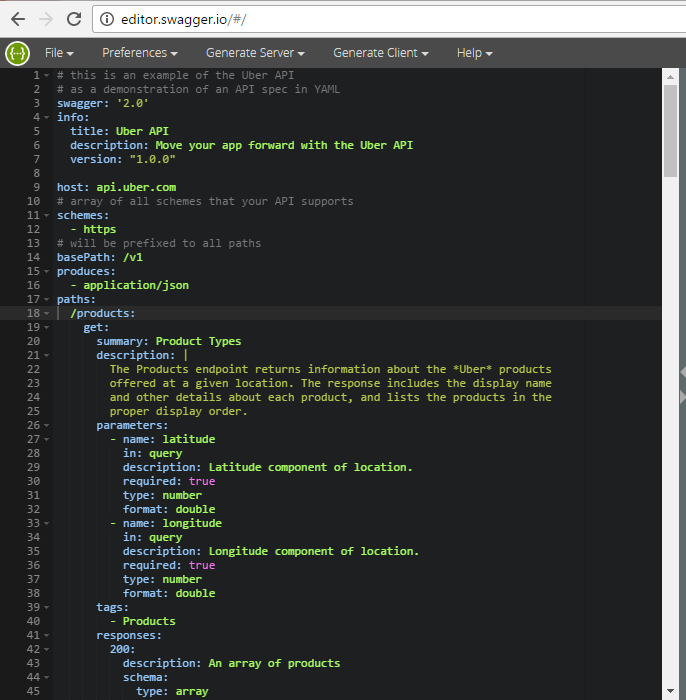 editor.swagger.io/#/
{···} File Preferences Generate Server Generate Client Help
1 # this is an example of the Uber API
2 # as a demonstration of an API spec in YAML
3 swagger: '2.0'
4 info:
5   title: Uber API
6   description: Move your app forward with the Uber API
7   version: "1.0.0"
8
9 host: api.uber.com
10 # array of all schemes that your API supports
11 schemes:
12   - https
13 # will be prefixed to all paths
14 basePath: /v1
15 produces:
16   - application/json
17 paths:
18   /products:
19     get:
20       summary: Product Types
21       description: |
22         The Products endpoint returns information about the *Uber* products
23         offered at a given location. The response includes the display name
24         and other details about each product, and lists the products in the
25         proper display order.
26       parameters:
27         - name: latitude
28           in: query
29           description: Latitude component of location.
30           required: true
31           type: number
32           format: double
33         - name: longitude
34           in: query
35           description: Longitude component of location.
36           required: true
37           type: number
38           format: double
39       tags:
40         - Products
41       responses:
42         200:
43           description: An array of products
44           schema:
45             type: array